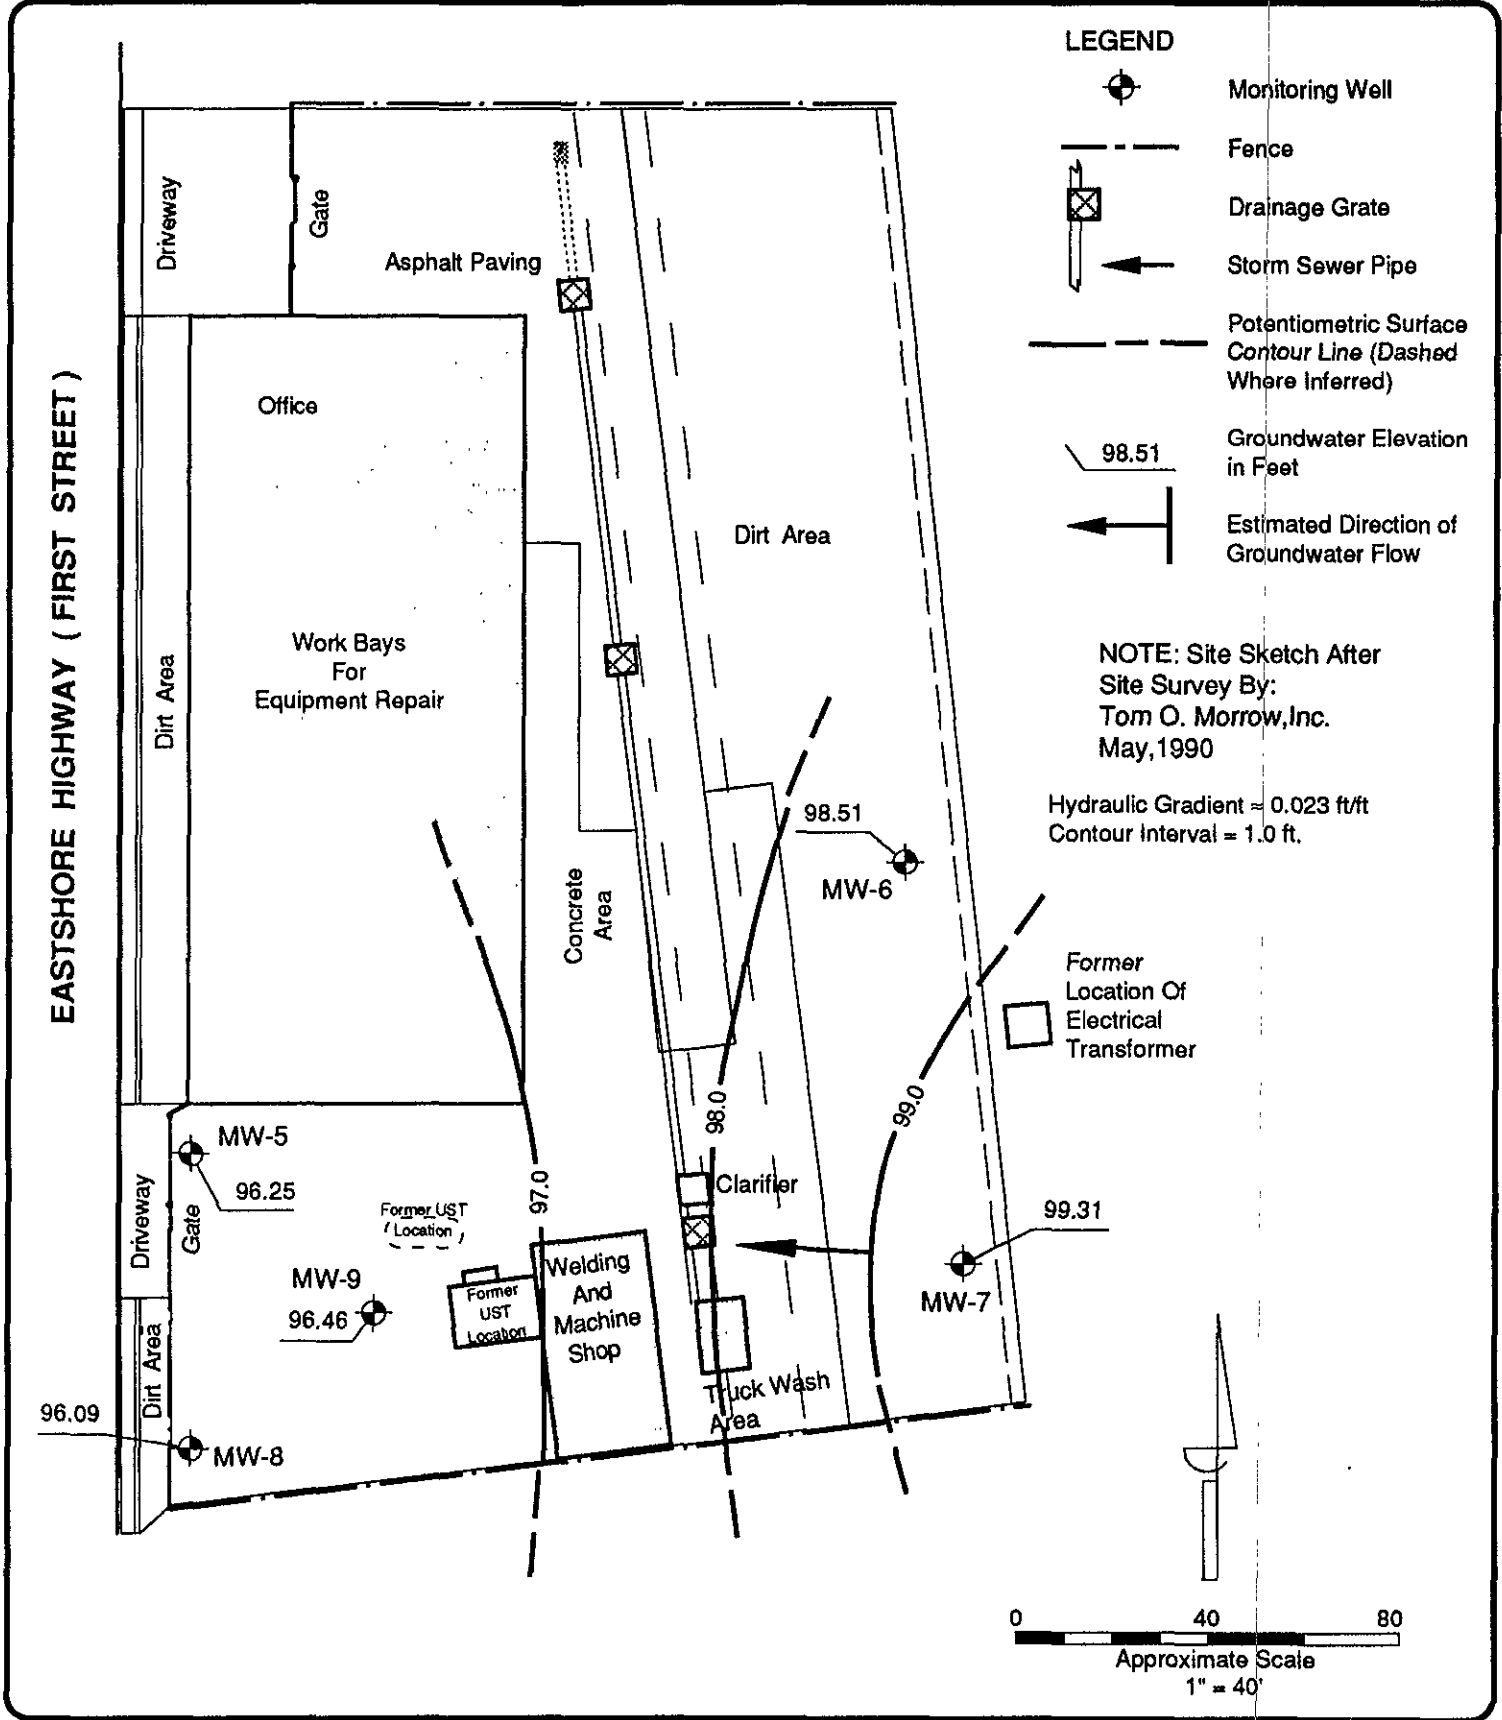 LEGEND
Monitoring Well
Fence
Drainage Grate
Storm Sewer Pipe
Potentiometric Surface
Contour Line (Dashed
Where Inferred)
98.51
Groundwater Elevation
in Feet
Estimated Direction of
Groundwater Flow
NOTE: Site Sketch After
Site Survey By:
Tom O. Morrow,Inc.
May,1990
Hydraulic Gradient ≈ 0.023 ft/ft
Contour Interval = 1.0 ft.
EASTSHORE HIGHWAY ( FIRST STREET )
Driveway
Gate
Asphalt Paving
Office
Dirt Area
Work Bays
For
Equipment Repair
Dirt Area
98.51
MW-6
Concrete
Area
Former
Location Of
Electrical
Transformer
98.0
99.0
97.0
MW-5
96.25
Driveway
Gate
Former UST
Location
Clarifier
99.31
MW-7
MW-9
96.46
Former
UST
Location
Welding
And
Machine
Shop
Truck Wash
Area
Dirt Area
96.09
MW-8
0 40 80
Approximate Scale
1" = 40'